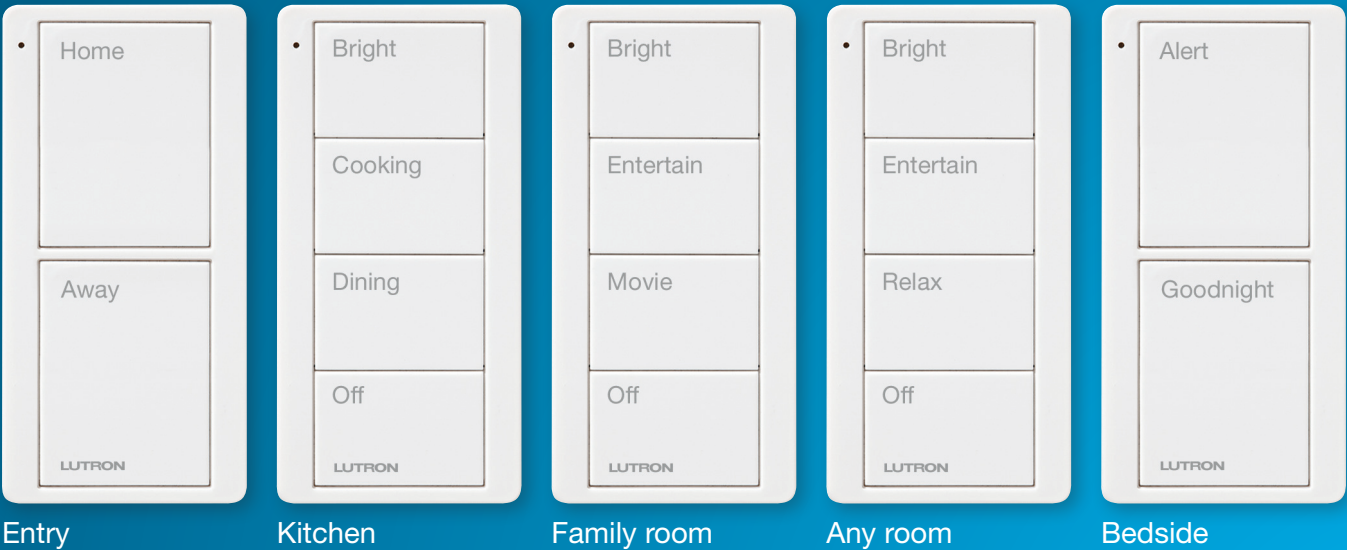 Home
Away
LUTRON
Entry
Bright
Cooking
Dining
Off
LUTRON
Kitchen
Bright
Entertain
Movie
Off
LUTRON
Family room
Bright
Entertain
Relax
Off
LUTRON
Any room
Alert
Goodnight
LUTRON
Bedside